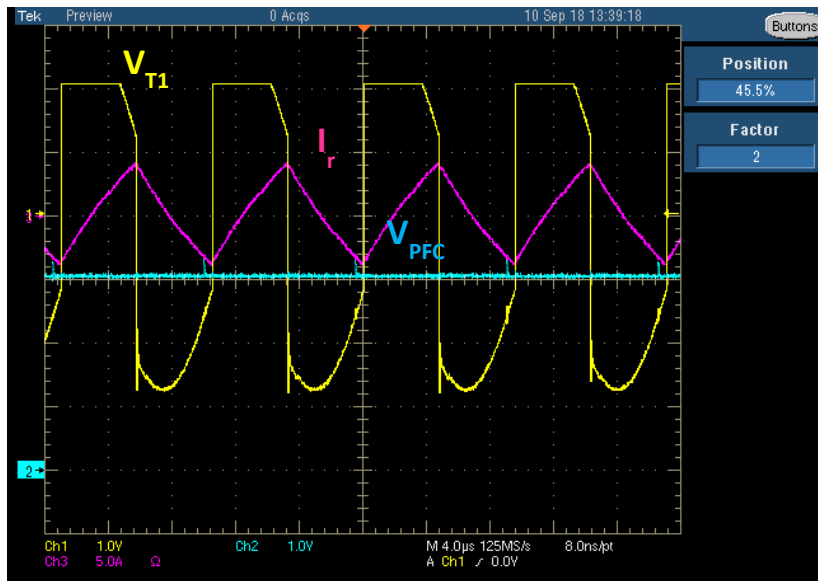 Tek Preview 0 Acqs 10 Sep 18 13:39:18
Buttons
Position
45.5%
Factor
2
VT1
Ir
VPFC
1
2
Ch1 1.0V Ch2 1.0V M 4.0µs 125MS/s 8.0ns/pt
Ch3 5.0A Ω A Ch1 ⌿ 0.0V